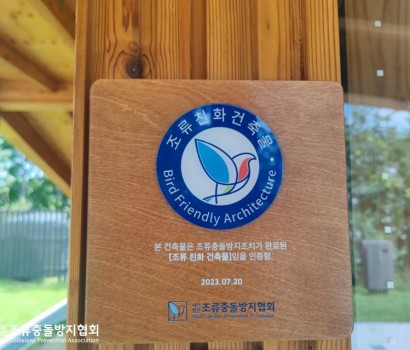 조류친화건축물
Bird Friendly Architecture
본 건축물은 조류충돌방지조치가 완료된
[조류 친화 건축물]임을 인증함.
2023.07.20
조류충돌방지협회
조류충돌방지협회
Collisions Prevention Association